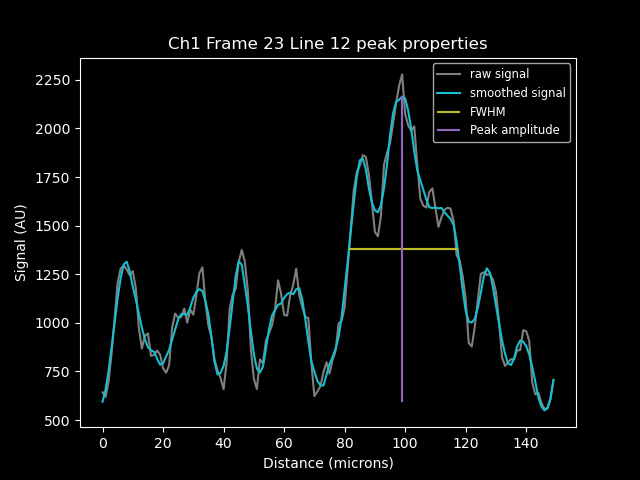 Ch1 Frame 23 Line 12 peak properties
raw signal
smoothed signal
FWHM
Peak amplitude
Signal (AU)
2250
2000
1750
1500
1250
1000
750
500
0 20 40 60 80 100 120 140
Distance (microns)